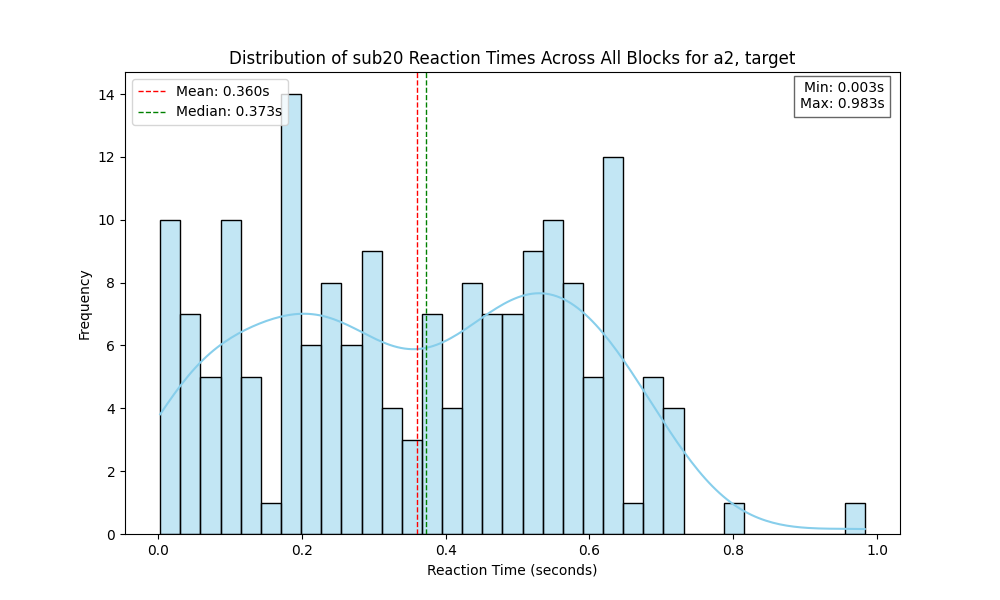 Distribution of sub20 Reaction Times Across All Blocks for a2, target
Mean: 0.360s
Median: 0.373s
Min: 0.003s
Max: 0.983s
Frequency
14
12
10
8
6
4
2
0
0.0 0.2 0.4 0.6 0.8 1.0
Reaction Time (seconds)